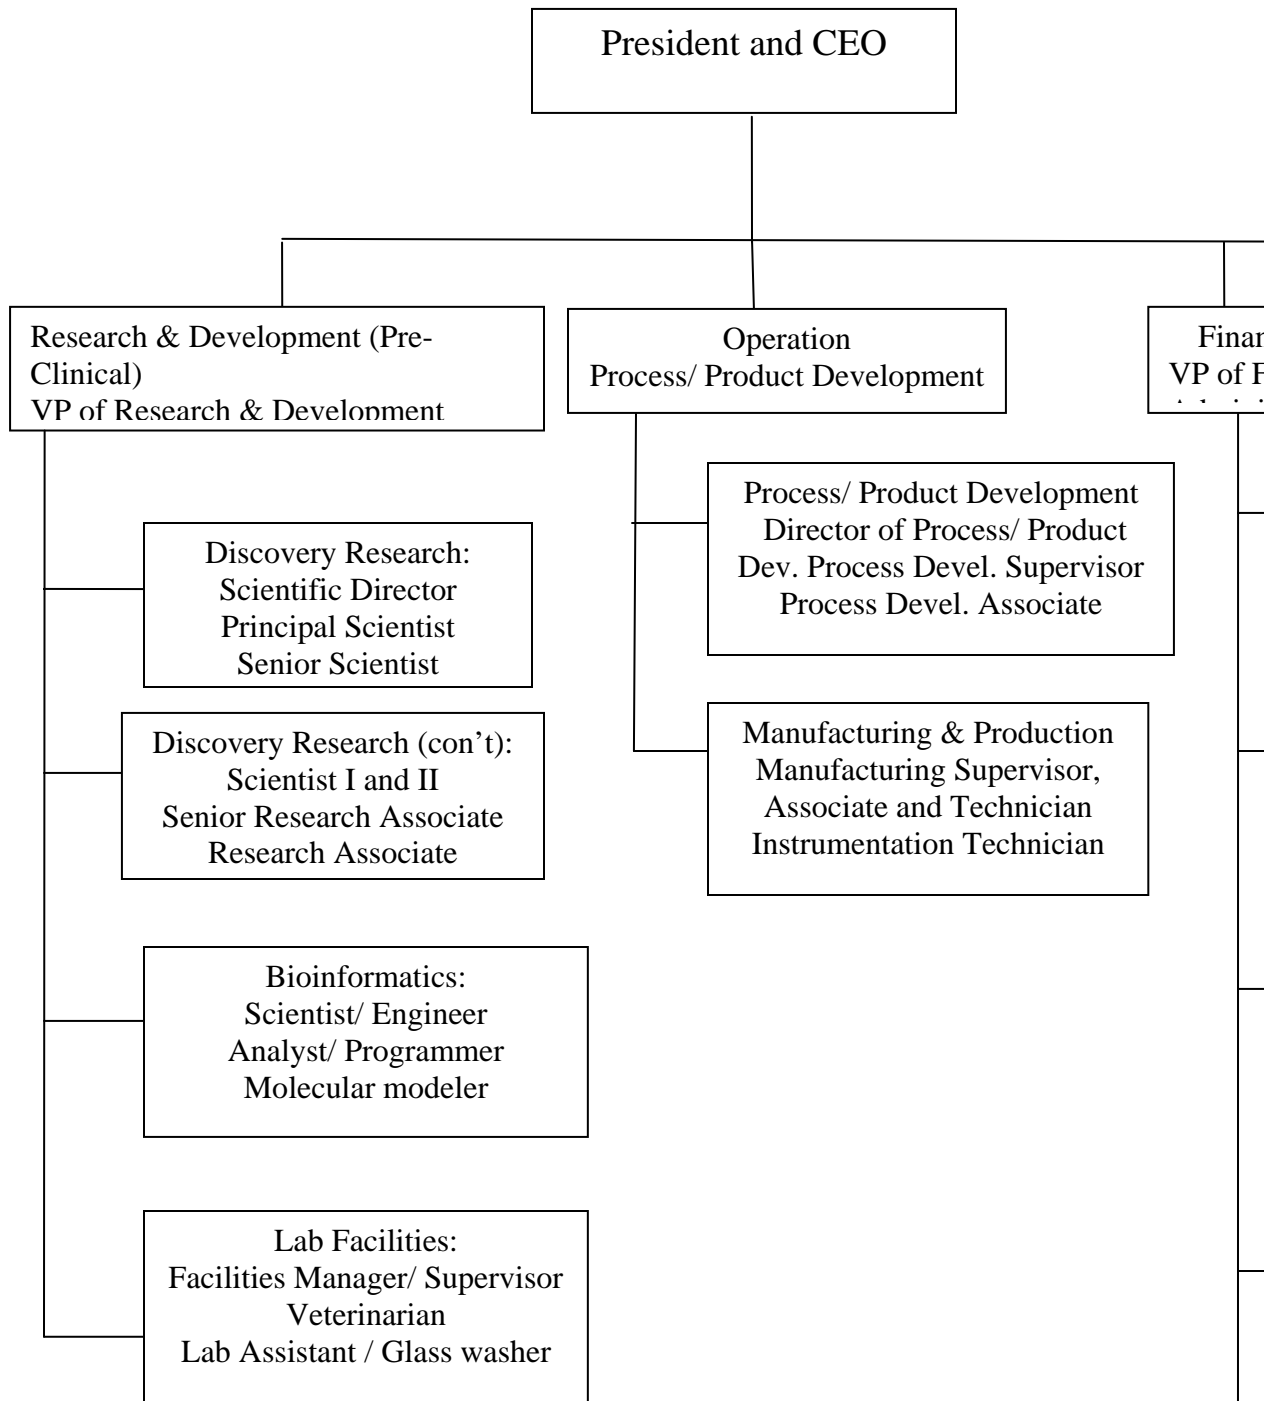 President and CEO
Research & Development (Pre-
Clinical)
VP of Research & Development
Operation
Process/ Product Development
VP of
Discovery Research:
Scientific Director
Principal Scientist
Senior Scientist
Discovery Research (con’t):
Scientist I and II
Senior Research Associate
Research Associate
Bioinformatics:
Scientist/ Engineer
Analyst/ Programmer
Molecular modeler
Lab Facilities:
Facilities Manager/ Supervisor
Veterinarian
Lab Assistant / Glass washer
Process/ Product Development
Director of Process/ Product
Dev. Process Devel. Supervisor
Process Devel. Associate
Manufacturing & Production
Manufacturing Supervisor,
Associate and Technician
Instrumentation Technician